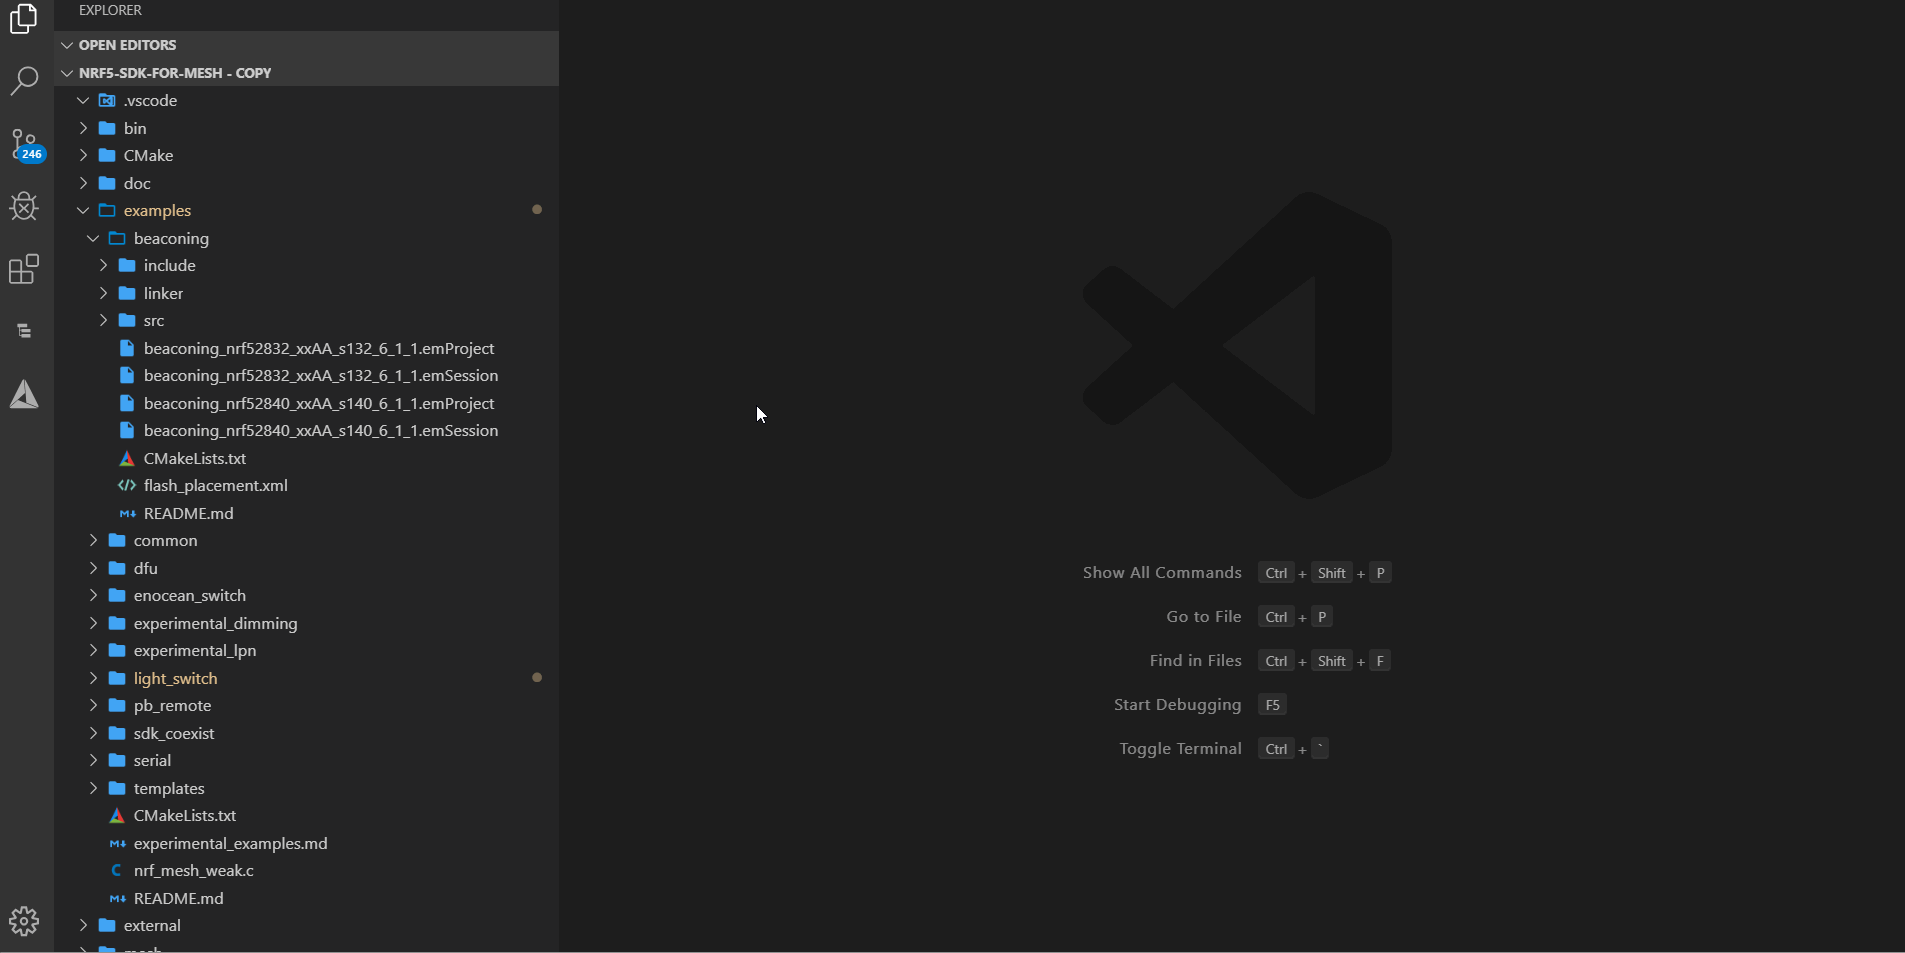 EXPLORER
OPEN EDITORS
NRF5-SDK-FOR-MESH - COPY
.vscode
bin
CMake
246
doc
examples
beaconing
include
linker
src
beaconing_nrf52832_xxAA_s132_6_1_1.emProject
beaconing_nrf52832_xxAA_s132_6_1_1.emSession
beaconing_nrf52840_xxAA_s140_6_1_1.emProject
beaconing_nrf52840_xxAA_s140_6_1_1.emSession
CMakeLists.txt
flash_placement.xml
README.md
common
dfu
enocean_switch
experimental_dimming
experimental_lpn
light_switch
pb_remote
sdk_coexist
serial
templates
CMakeLists.txt
experimental_examples.md
nrf_mesh_weak.c
README.md
external
Show All Commands Ctrl + Shift + P
Go to File Ctrl + P
Find in Files Ctrl + Shift + F
Start Debugging F5
Toggle Terminal Ctrl + `